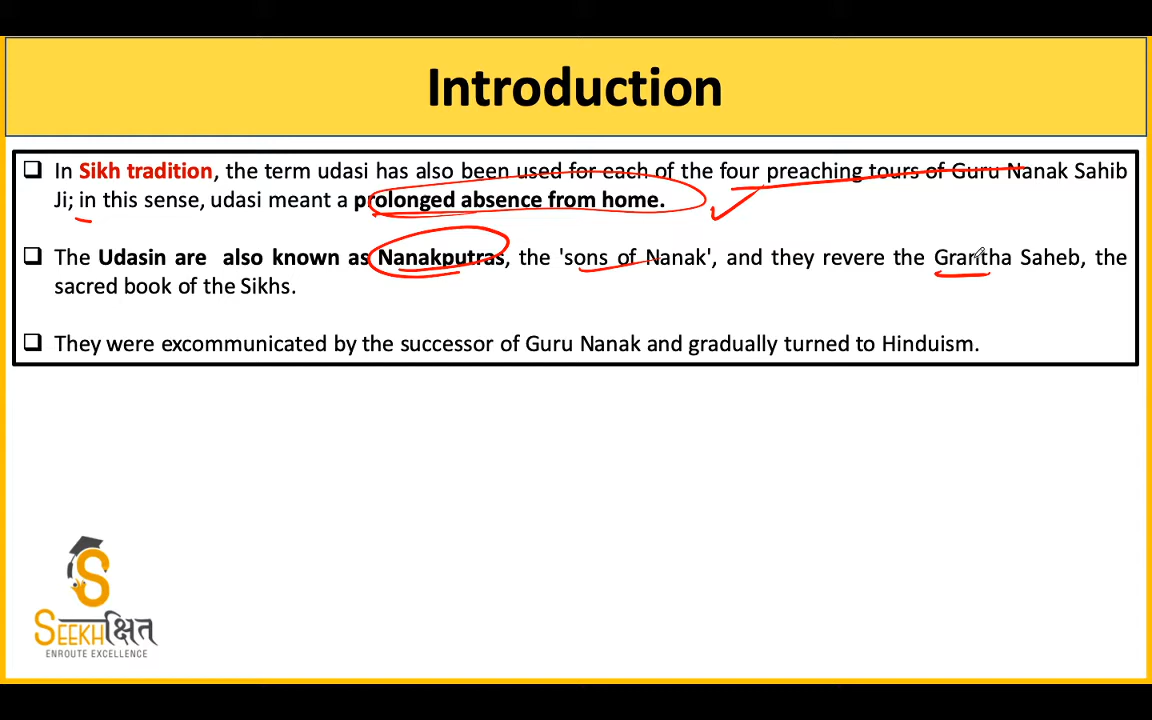 Introduction
In Sikh tradition, the term udasi has also been used for each of the four preaching tours of Guru Nanak Sahib
Ji; in this sense, udasi meant a prolonged absence from home.
The Udasin are also known as Nanakputras, the 'sons of Nanak', and they revere the Grantha Saheb, the
sacred book of the Sikhs.
They were excommunicated by the successor of Guru Nanak and gradually turned to Hinduism.
S
SEEKHक्षित
ENROUTE EXCELLENCE